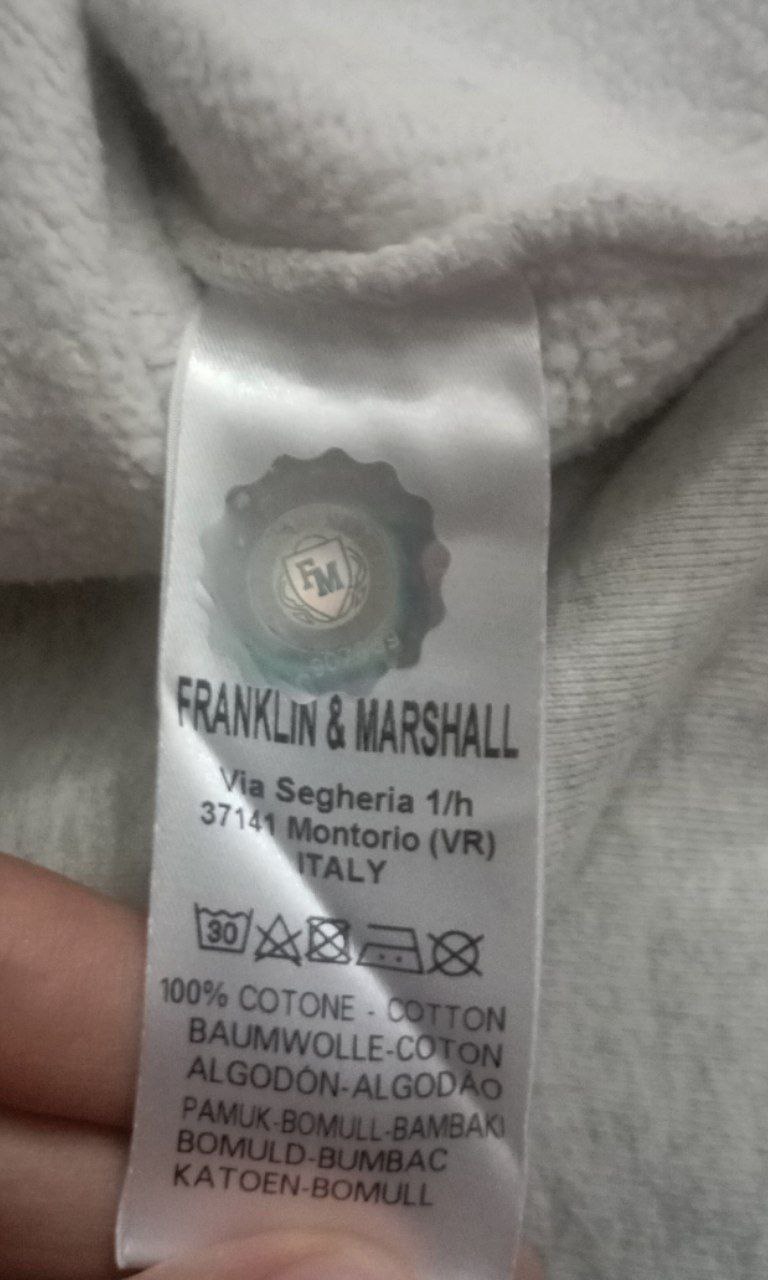 FM
FRANKLIN & MARSHALL
Via Segheria 1/h
37141 Montorio (VR)
ITALY
30
100% COTONE - COTTON
BAUMWOLLE-COTON
ALGODÓN-ALGODÃO
PAMUK-BOMULL-BAMBAKI
BOMULD-BUMBAC
KATOEN-BOMULL